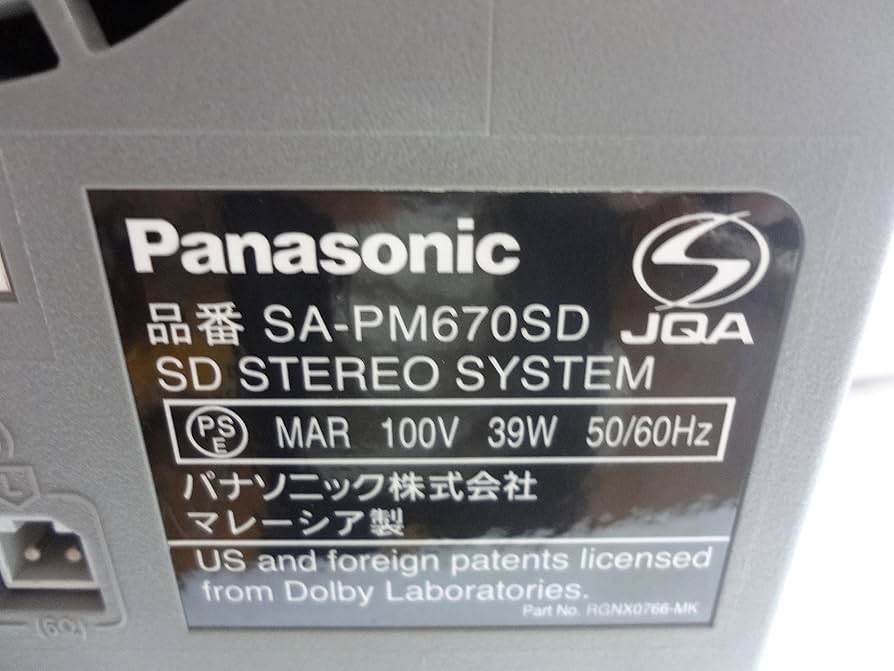 Panasonic
品番 SA-PM670SD
JQA
SD STEREO SYSTEM
PS E MAR 100V 39W 50/60Hz
パナソニック株式会社
マレーシア製
US and foreign patents licensed
from Dolby Laboratories.
Part No. RGNX0766-MK
L
(6Ω)